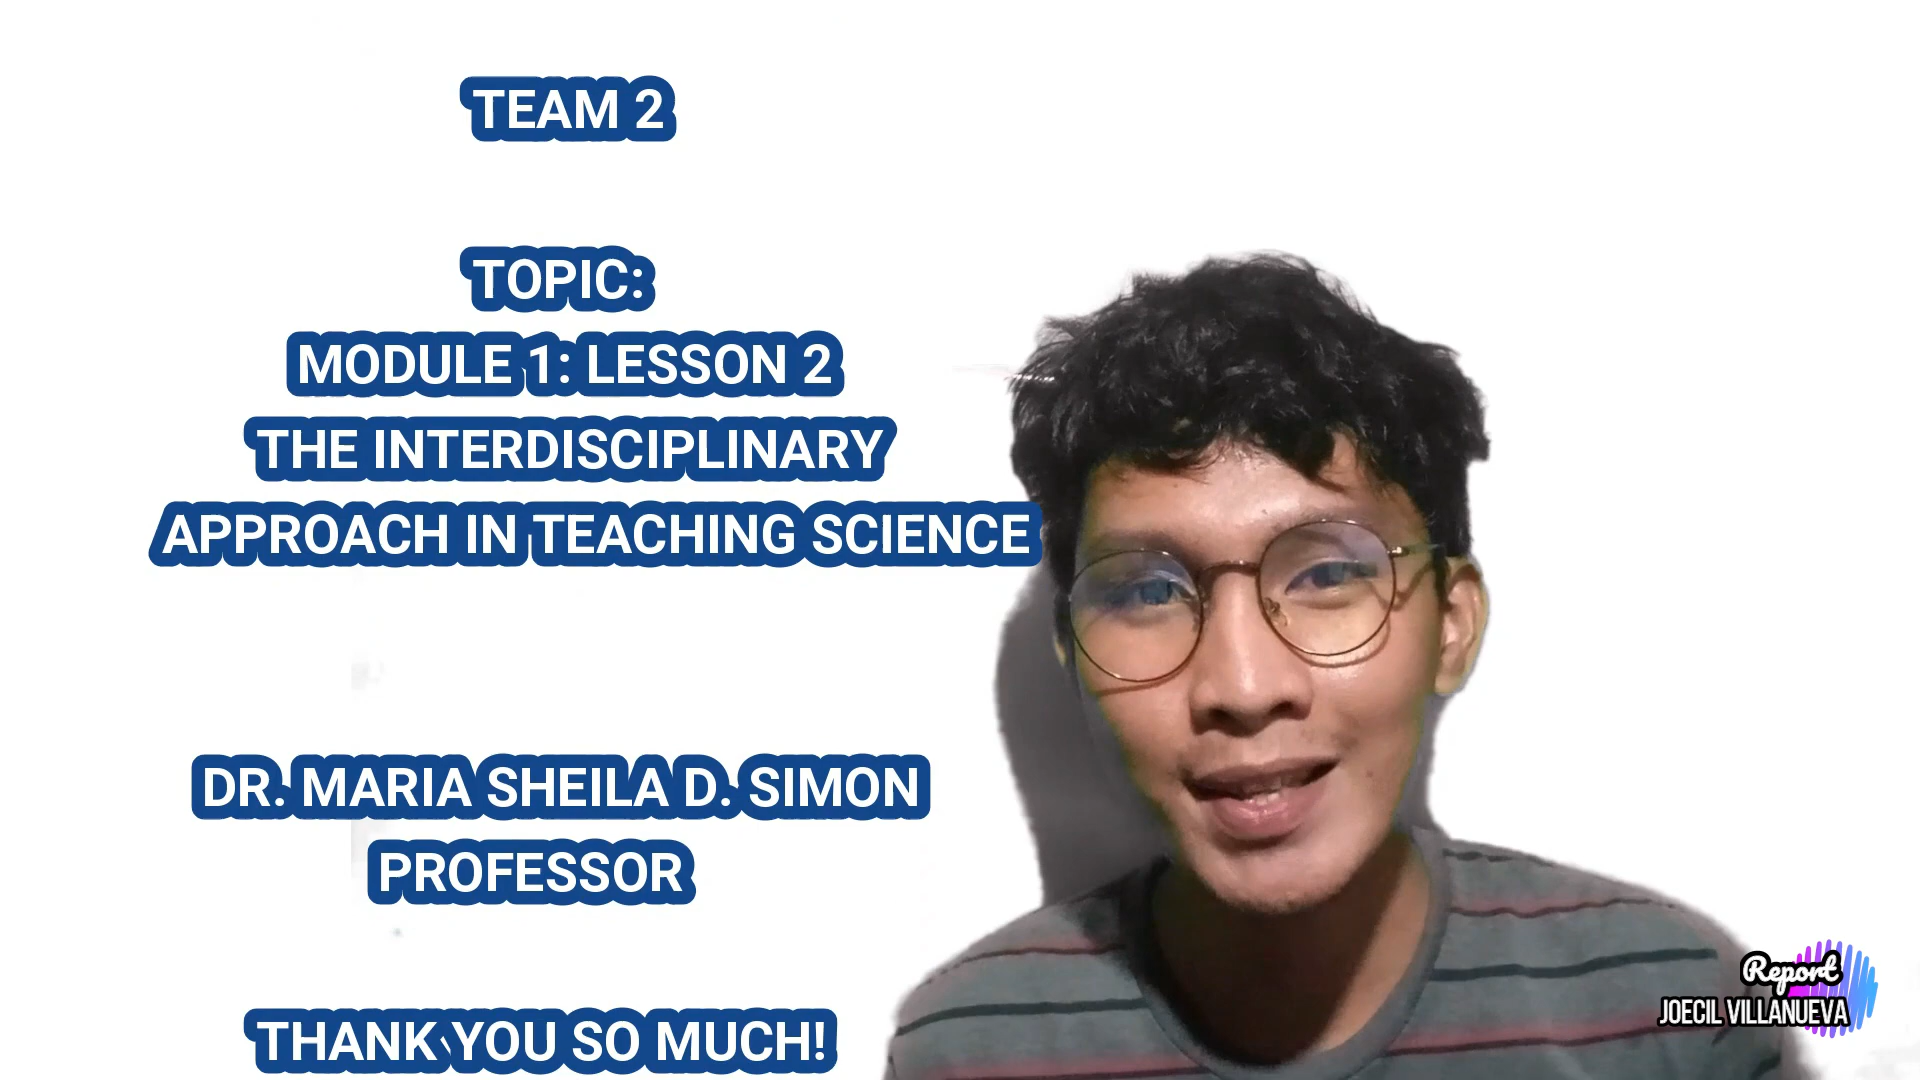 TEAM 2
TOPIC:
MODULE 1: LESSON 2
THE INTERDISCIPLINARY
APPROACH IN TEACHING SCIENCE
DR. MARIA SHEILA D. SIMON
PROFESSOR
THANK YOU SO MUCH!
Report
JOECIL VILLANUEVA